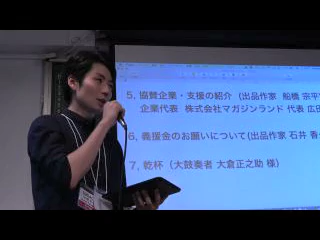 5, 協賛企業・支援の紹介 (出品作家 船橋 宗平
企業代表 株式会社マガジンランド 代表 広田
6, 義援金のお願いについて(出品作家 石井 香
7, 乾杯（大鼓奏者 大倉正之助 様）